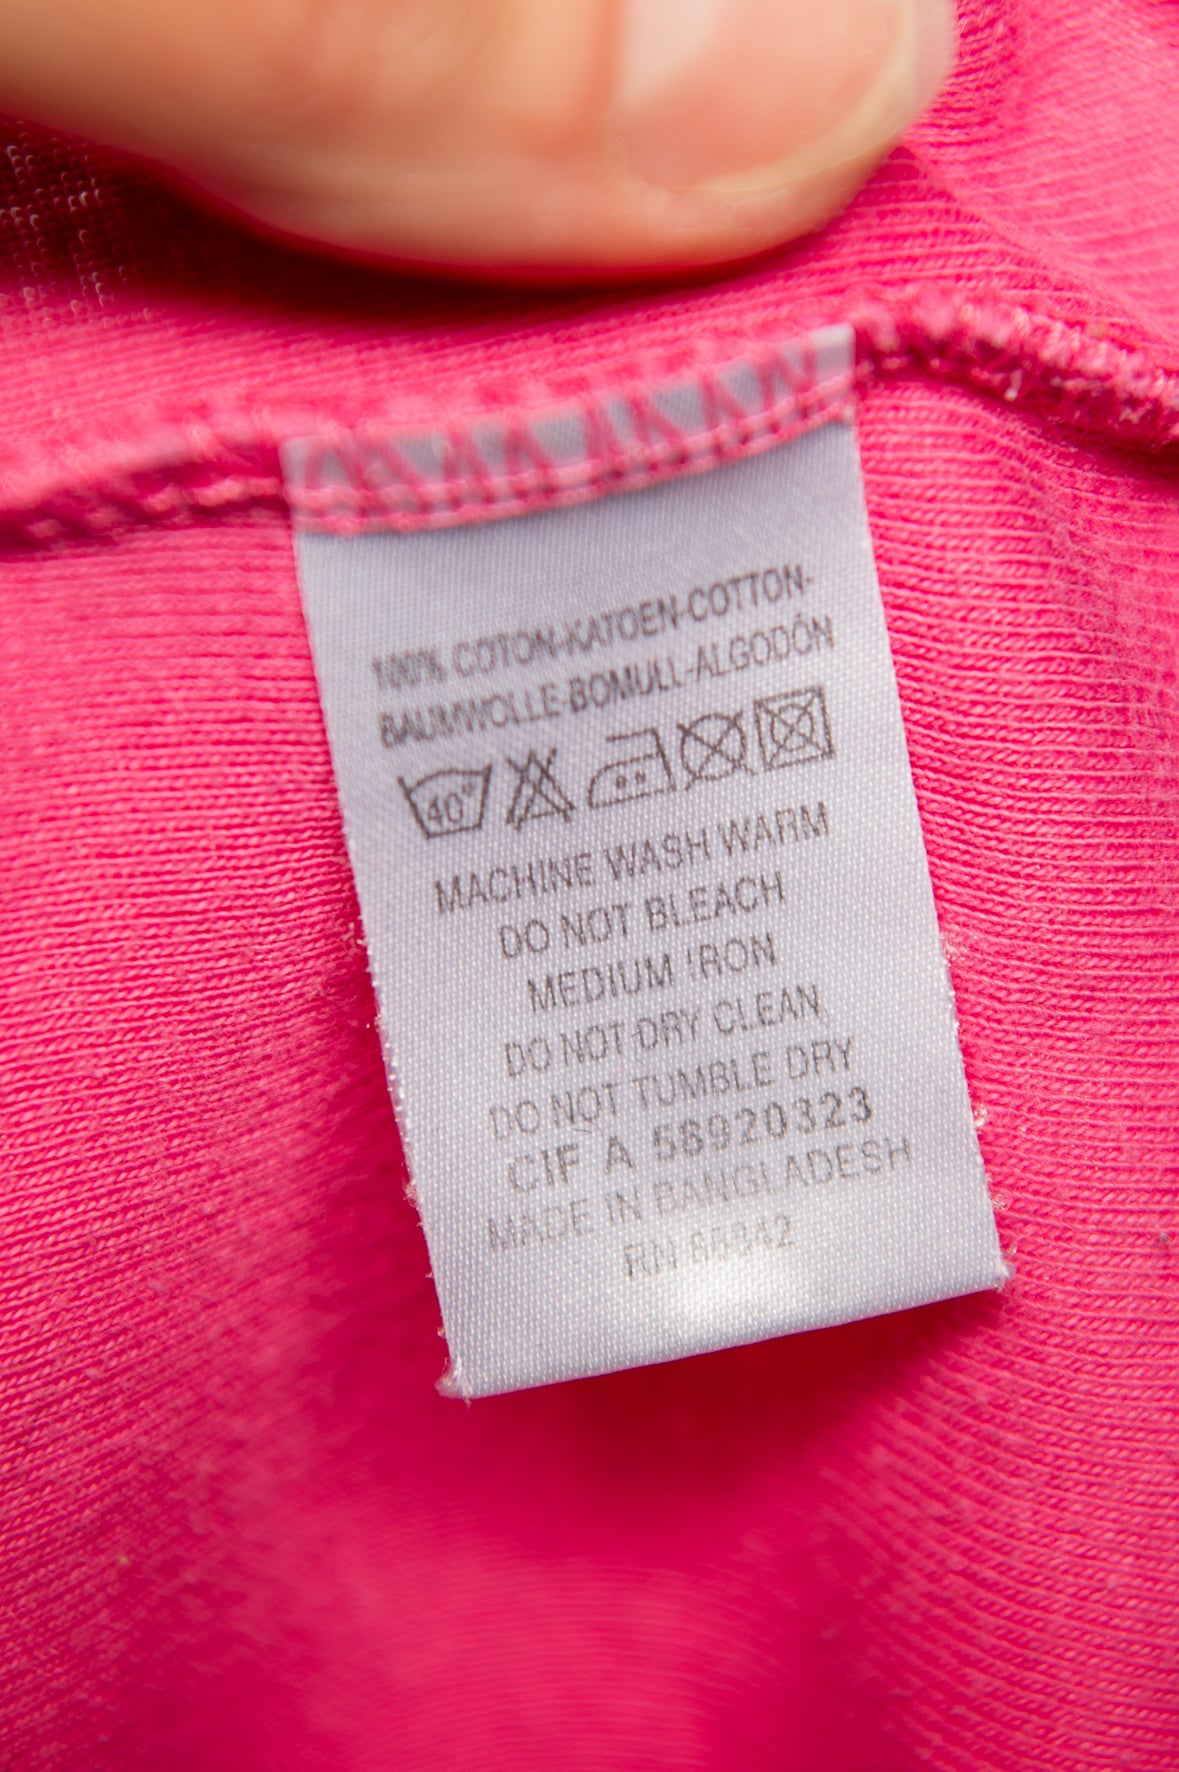 100% COTON-KATOEN-COTTON-
BAUMWOLLE-BOMULL-ALGODÓN
40°
MACHINE WASH WARM
DO NOT BLEACH
MEDIUM IRON
DO NOT DRY CLEAN
DO NOT TUMBLE DRY
CIF A 58920323
MADE IN BANGLADESH
RN